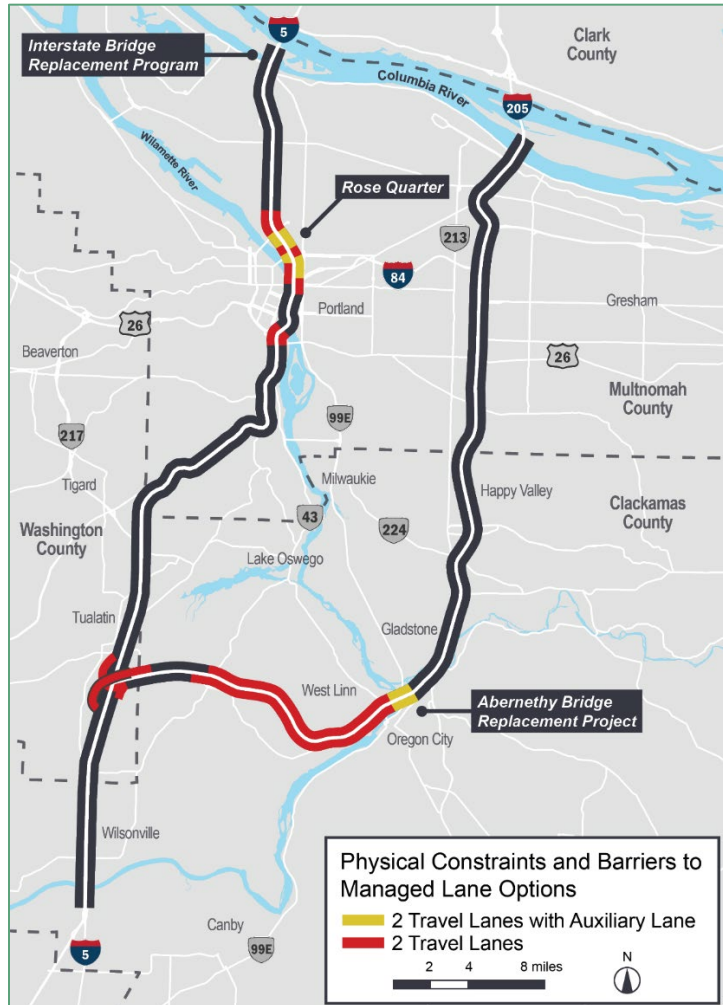 5
Interstate Bridge
Replacement Program
Clark
County
Columbia River
205
Willamette River
Rose Quarter
213
84
Portland
Gresham
26
26
Beaverton
Multnomah
County
99E
217
Tigard
Milwaukie
Happy Valley
Clackamas
County
43
224
Washington
County
Lake Oswego
Tualatin
Gladstone
West Linn
Abernethy Bridge
Replacement Project
Oregon City
Wilsonville
Canby
99E
5
Physical Constraints and Barriers to
Managed Lane Options
2 Travel Lanes with Auxiliary Lane
2 Travel Lanes
2 4 8 miles
N